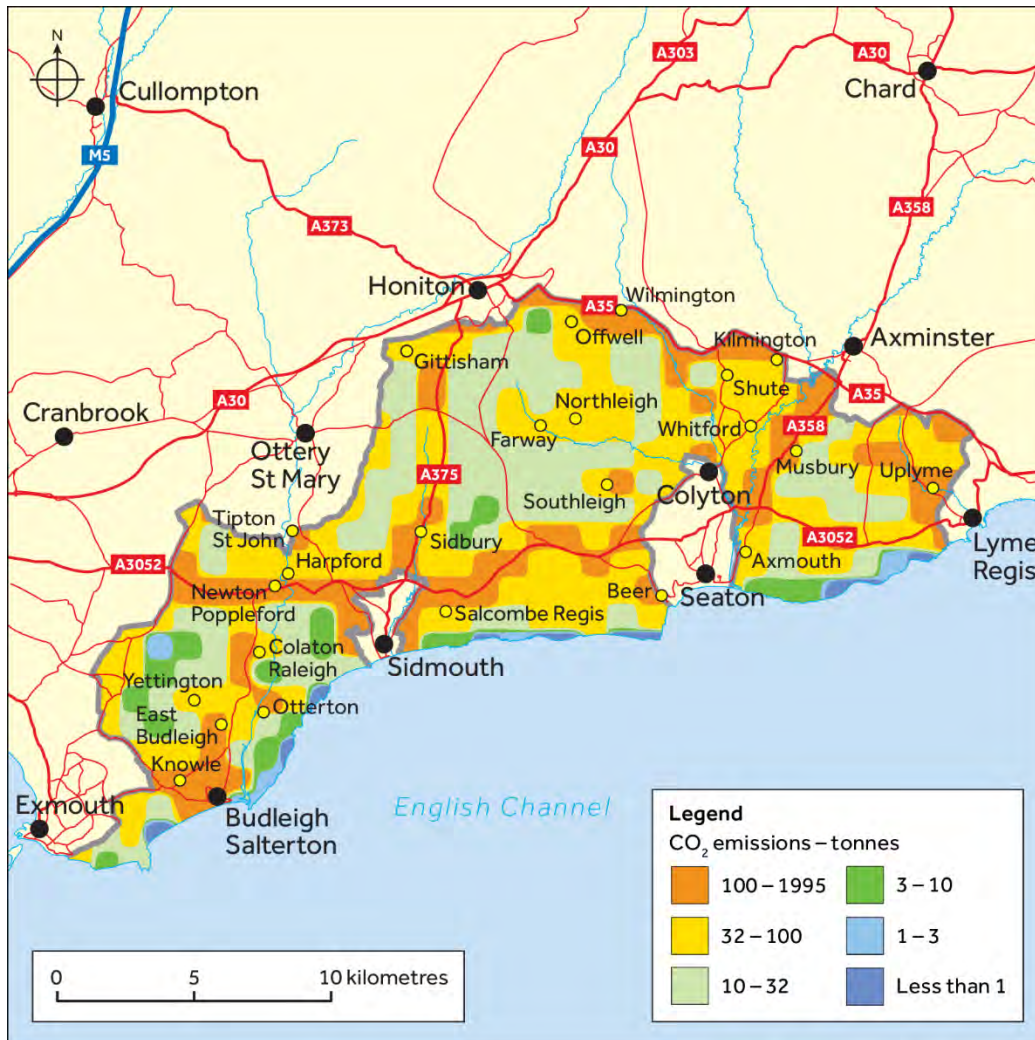 N
Cullompton
M5
A303
A30
Chard
A30
A373
A358
Honiton
A35
Wilmington
Offwell
Kilmington
Axminster
Gittisham
Shute
A35
A30
Cranbrook
Northleigh
Farway
Whitford
A358
Ottery
St Mary
Musbury
Uplyme
A375
Southleigh
Colyton
Tipton
St John
Sidbury
A3052
Lyme
Regis
A3052
Harpford
Axmouth
Newton
Poppleford
Beer
Seaton
Salcombe Regis
Colaton
Raleigh
Sidmouth
Yettington
Otterton
East
Budleigh
Knowle
Exmouth
Budleigh
Salterton
English Channel
Legend
CO₂ emissions – tonnes
100 – 1995
3 – 10
32 – 100
1 – 3
10 – 32
Less than 1
0 5 10 kilometres